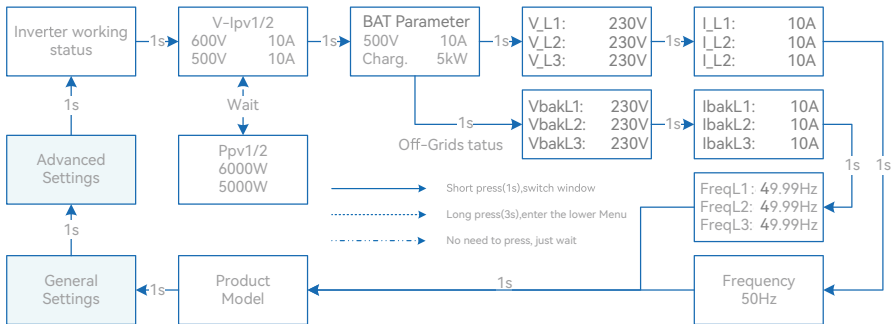 Inverter working
status
1s
V-Ipv1/2
600V 10A
500V 10A
1s
BAT Parameter
500V 10A
Charg. 5kW
1s
V_L1: 230V
V_L2: 230V
V_L3: 230V
1s
I_L1: 10A
I_L2: 10A
I_L2: 10A
1s
Wait
1s
Off-Grids tatus
VbakL1: 230V
VbakL2: 230V
VbakL3: 230V
1s
IbakL1: 10A
IbakL2: 10A
IbakL3: 10A
1s
1s
Advanced
Settings
Ppv1/2
6000W
5000W
Short press(1s),switch window
Long press(3s),enter the lower Menu
No need to press, just wait
FreqL1: 49.99Hz
FreqL2: 49.99Hz
FreqL3: 49.99Hz
1s
General
Settings
1s
Product
Model
1s
Frequency
50Hz